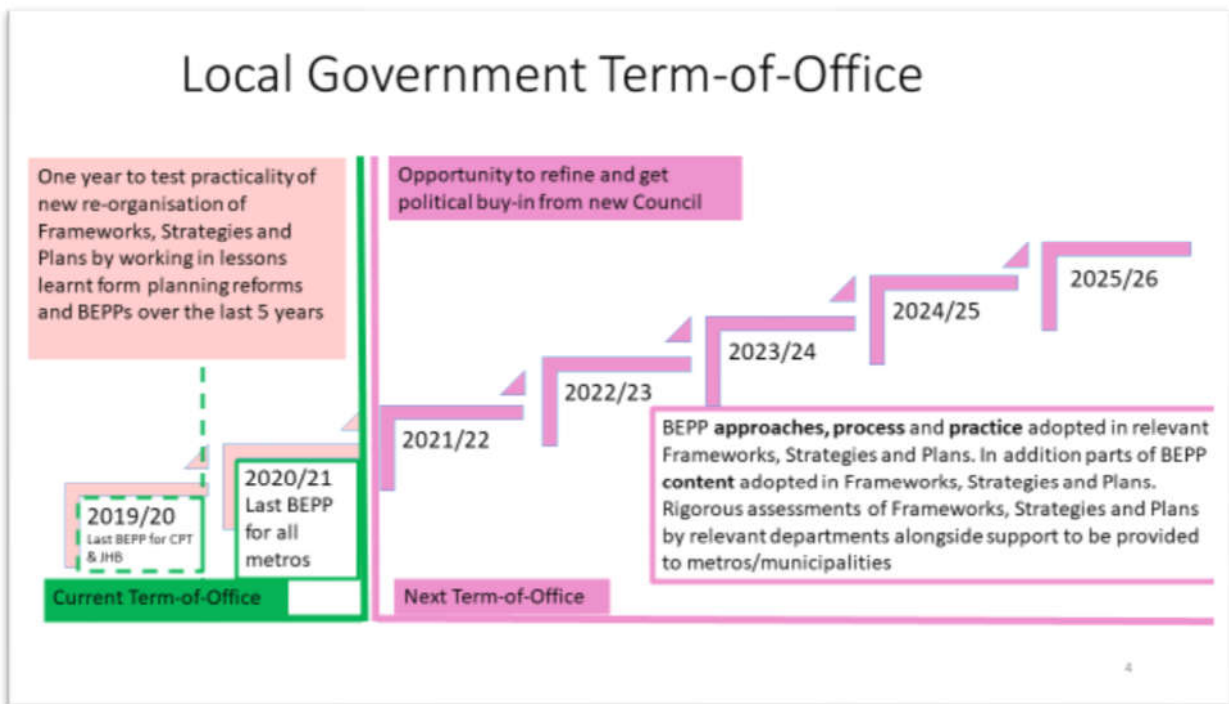 Local Government Term-of-Office
One year to test practicality of
new re-organisation of
Frameworks, Strategies and
Plans by working in lessons
learnt form planning reforms
and BEPPs over the last 5 years
Opportunity to refine and get
political buy-in from new Council
2019/20
Last BEPP for CPT
& JHB
2020/21
Last BEPP
for all
metros
2021/22
2022/23
2023/24
2024/25
2025/26
BEPP approaches, process and practice adopted in relevant
Frameworks, Strategies and Plans. In addition parts of BEPP
content adopted in Frameworks, Strategies and Plans.
Rigorous assessments of Frameworks, Strategies and Plans
by relevant departments alongside support to be provided
to metros/municipalities
Current Term-of-Office
Next Term-of-Office
4